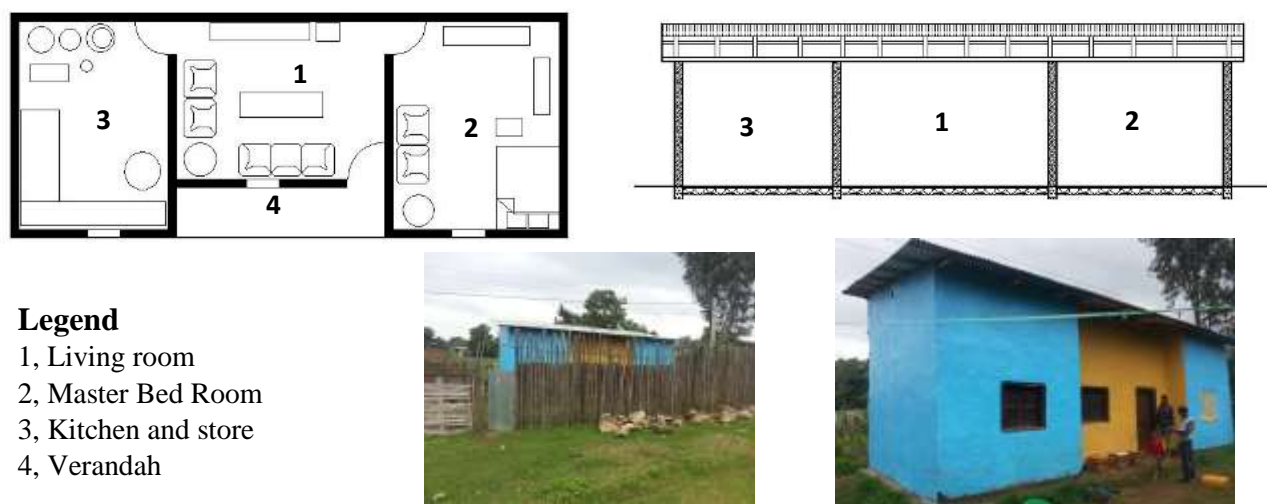 1
3
2
4
3
1
2
Legend
1, Living room
2, Master Bed Room
3, Kitchen and store
4, Verandah